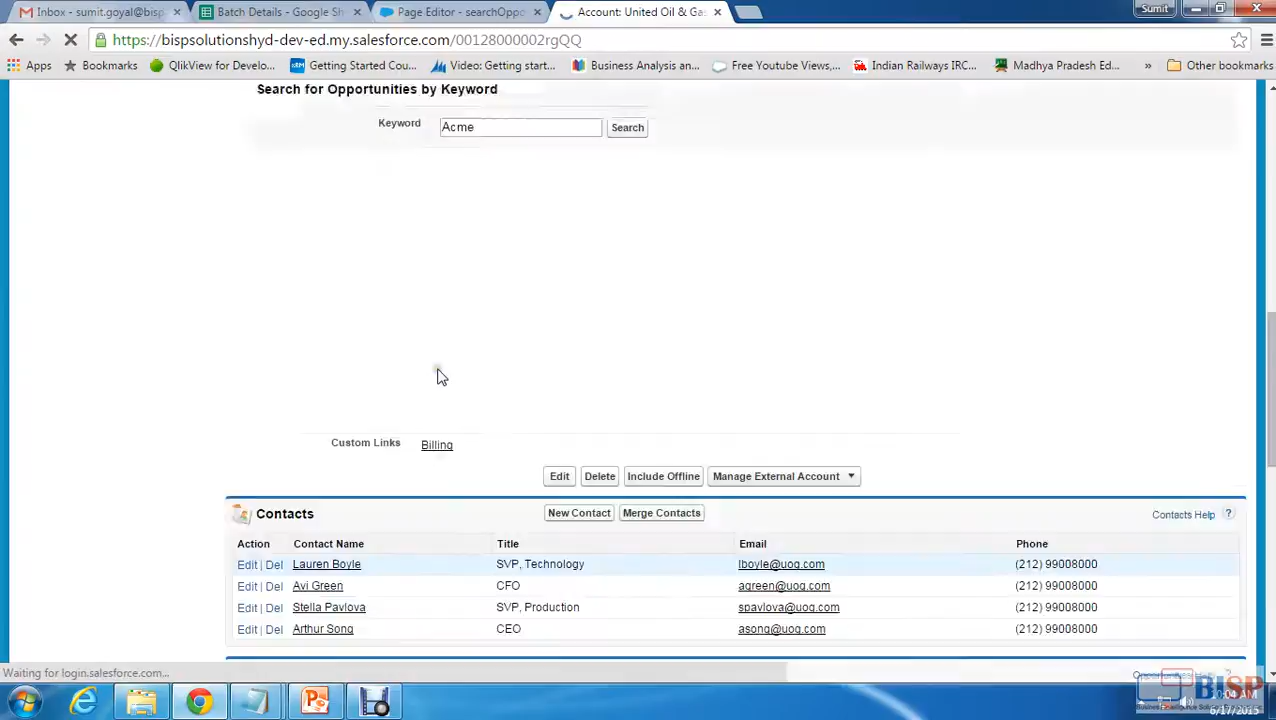 Inbox - sumit.goyal@bisp
Batch Details - Google Sh
Page Editor - searchOppo
Account: United Oil & Ga
Sumit
https://bispsolutionshyd-dev-ed.my.salesforce.com/00128000002rgQQ
Apps
Bookmarks
QlikView for Develo...
Getting Started Cou...
Video: Getting start...
Business Analysis an...
Free Youtube Views,...
Indian Railways IRC...
Madhya Pradesh Ed...
»
Other bookmarks
Search for Opportunities by Keyword
Keyword
Acme
Search
Custom Links
Billing
Edit
Delete
Include Offline
Manage External Account
Contacts
New Contact
Merge Contacts
Contacts Help
?
Action Contact Name Title Email Phone
Edit | Del Lauren Boyle SVP, Technology lboyle@uog.com (212) 99008000
Edit | Del Avi Green CFO agreen@uog.com (212) 99008000
Edit | Del Stella Pavlova SVP, Production spavlova@uog.com (212) 99008000
Edit | Del Arthur Song CEO asong@uog.com (212) 99008000
Waiting for login.salesforce.com...
BISP
6/17/2015